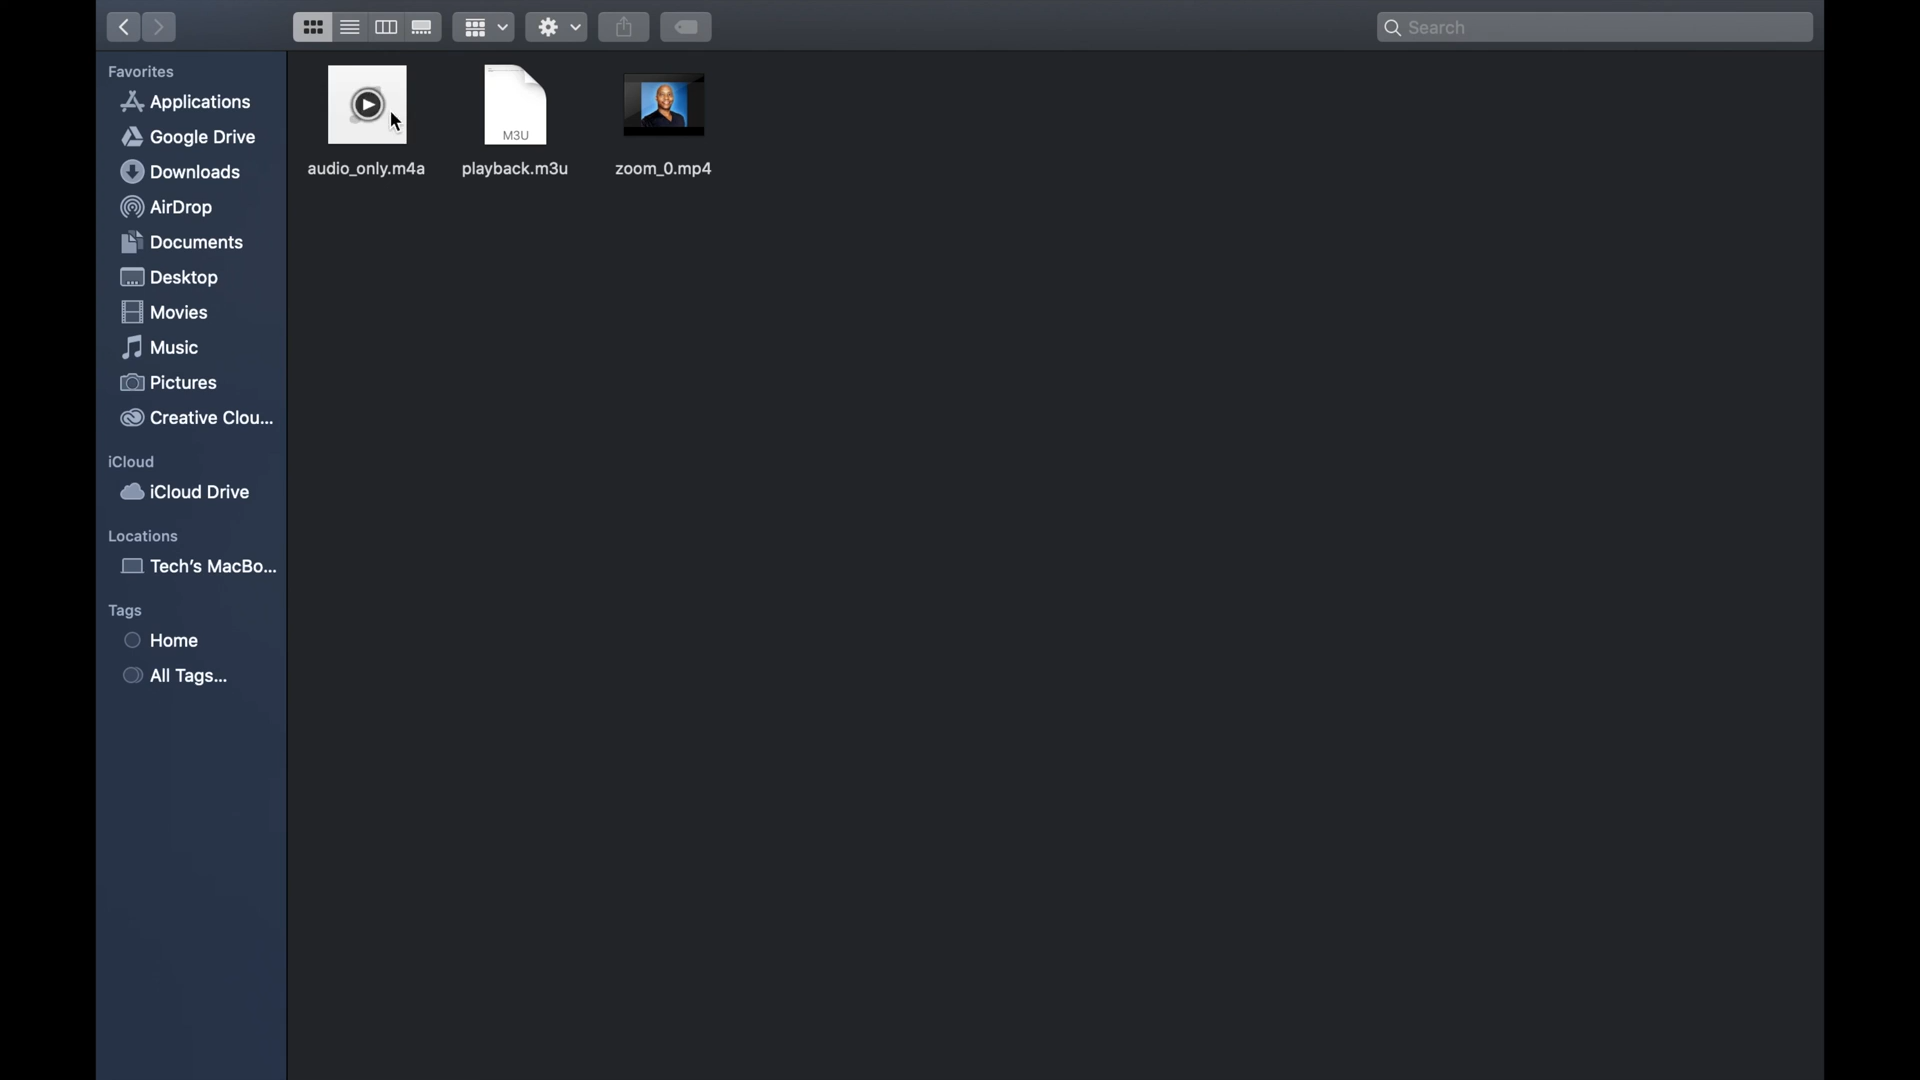 Search
Favorites
Applications
Google Drive
Downloads
AirDrop
Documents
Desktop
Movies
Music
Pictures
Creative Clou...
iCloud
iCloud Drive
Locations
Tech's MacBo...
Tags
Home
All Tags...
M3U
audio_only.m4a
playback.m3u
zoom_0.mp4